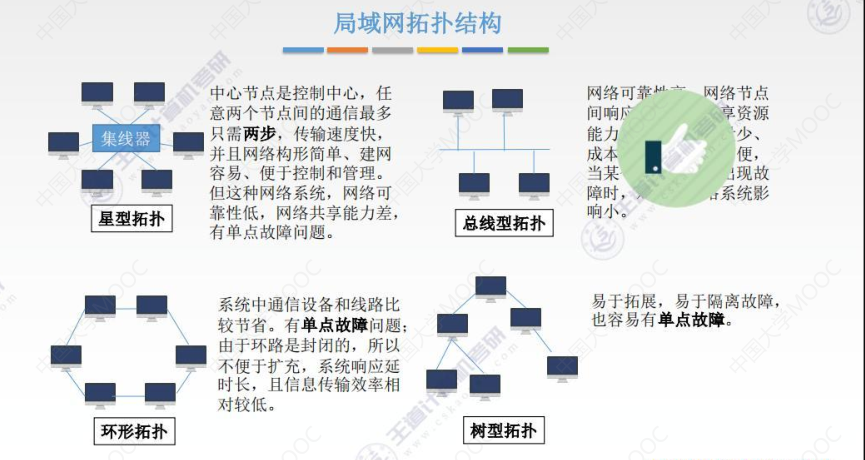 局域网拓扑结构
集线器
星型拓扑
中心节点是控制中心，任
意两个节点间的通信最多
只需两步，传输速度快，
并且网络构形简单、建网
容易、便于控制和管理。
但这种网络系统，网络可
靠性低，网络共享能力差，
有单点故障问题。
总线型拓扑
网络可靠性高 网络节点
间响应 享资源
能力 少、
成本 便，
当某 出现故
障时， 系统影
响小。
环形拓扑
系统中通信设备和线路比
较节省。有单点故障问题；
由于环路是封闭的，所以
不便于扩充，系统响应延
时长，且信息传输效率相
对较低。
树型拓扑
易于拓展，易于隔离故障，
也容易有单点故障。
中国大学MOOC
王道计算机考研